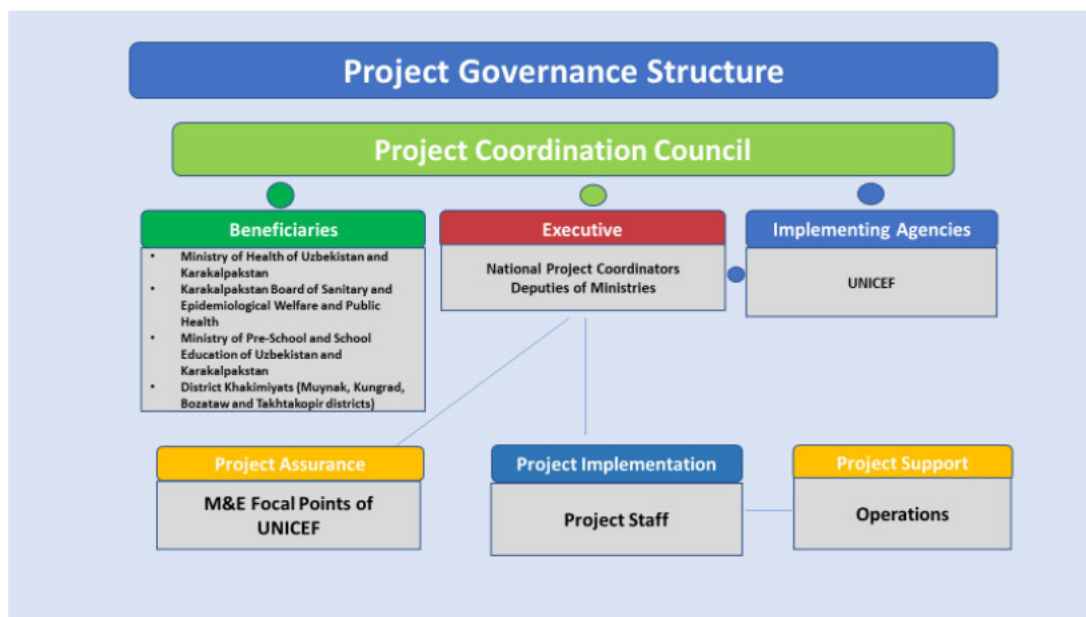 Project Governance Structure
Project Coordination Council
Beneficiaries
• Ministry of Health of Uzbekistan and
Karakalpakstan
• Karakalpakstan Board of Sanitary and
Epidemiological Welfare and Public
Health
• Ministry of Pre-School and School
Education of Uzbekistan and
Karakalpakstan
• District Khakimiyats (Muynak, Kungrad,
Bozataw and Takhtakopir districts)
Executive
National Project Coordinators
Deputies of Ministries
Implementing Agencies
UNICEF
Project Assurance
M&E Focal Points of
UNICEF
Project Implementation
Project Staff
Project Support
Operations